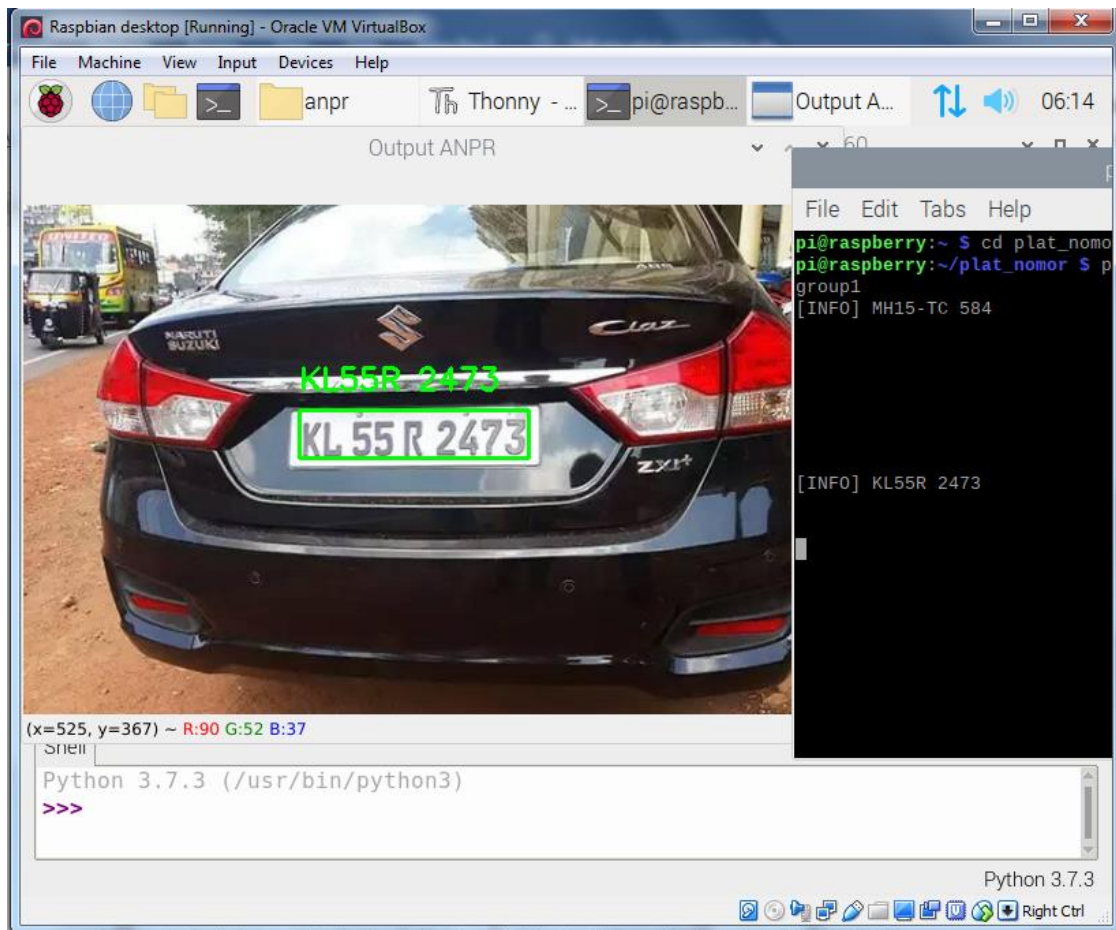 Raspbian desktop [Running] - Oracle VM VirtualBox
File Machine View Input Devices Help
anpr
Thonny - ...
pi@raspb...
Output A...
06:14
Output ANPR
File Edit Tabs Help
pi@raspberry:~ $ cd plat_nomo
pi@raspberry:~/plat_nomor $ p
group1
[INFO] MH15-TC 584
[INFO] KL55R 2473
UNITED
MARUTI
SUZUKI
Ciaz
ABS
KL55R 2473
KL 55 R 2473
ZXI+
(x=525, y=367) ~ R:90 G:52 B:37
Shell
Python 3.7.3 (/usr/bin/python3)
>>>
Python 3.7.3
Right Ctrl